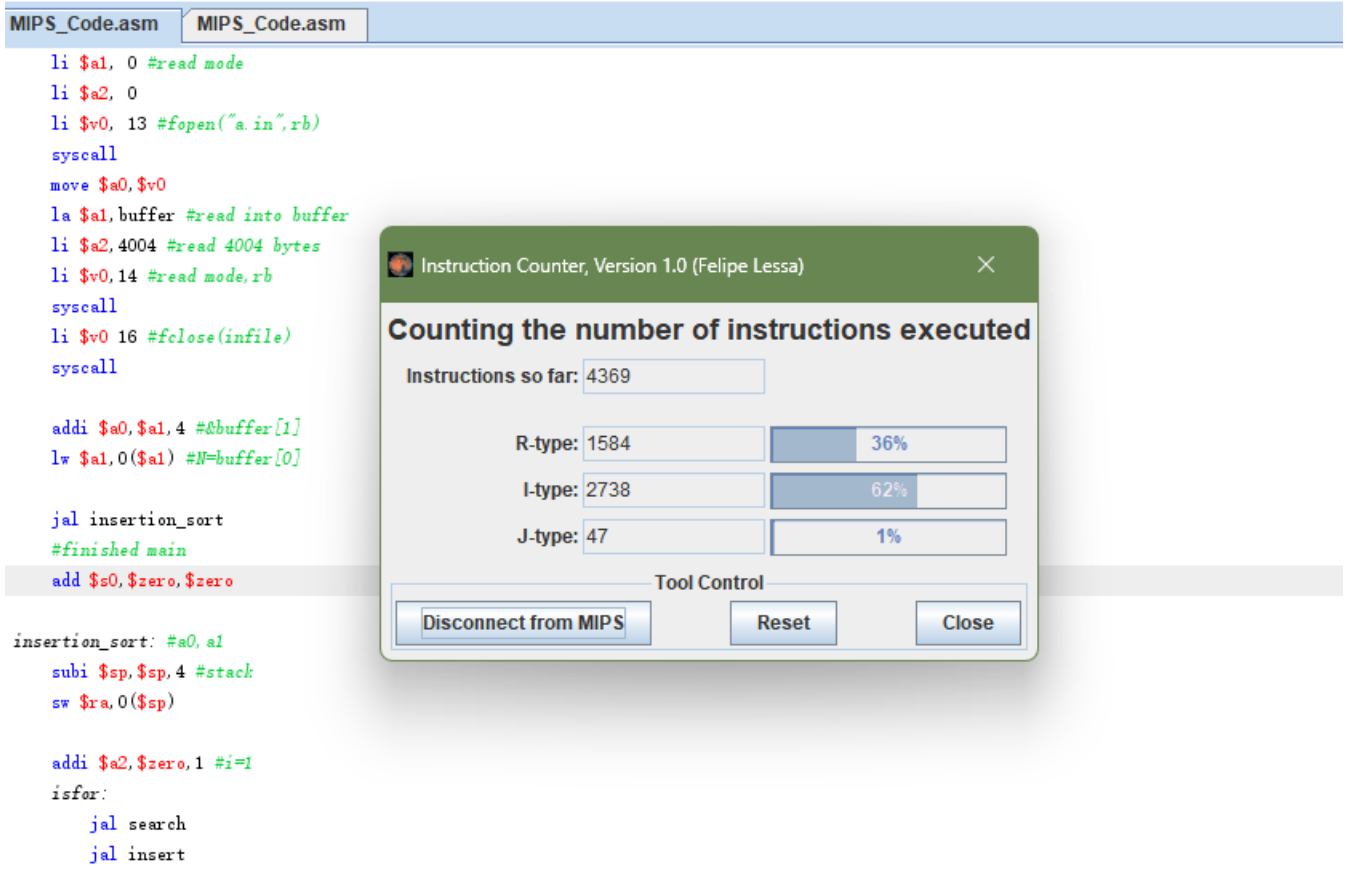 MIPS_Code.asm MIPS_Code.asm
li $a1, 0 #read mode
li $a2, 0
li $v0, 13 #fopen("a.in",rb)
syscall
move $a0,$v0
la $a1,buffer #read into buffer
li $a2,4004 #read 4004 bytes
li $v0,14 #read mode,rb
syscall
li $v0 16 #fclose(infile)
syscall
addi $a0,$a1,4 #&buffer[1]
lw $a1,0($a1) #N=buffer[0]
jal insertion_sort
#finished main
add $s0,$zero,$zero
insertion_sort: #a0,a1
subi $sp,$sp,4 #stack
sw $ra,0($sp)
addi $a2,$zero,1 #i=1
isfor:
jal search
jal insert
Instruction Counter, Version 1.0 (Felipe Lessa)
Counting the number of instructions executed
Instructions so far: 4369
R-type: 1584 36%
I-type: 2738 62%
J-type: 47 1%
Tool Control
Disconnect from MIPS Reset Close